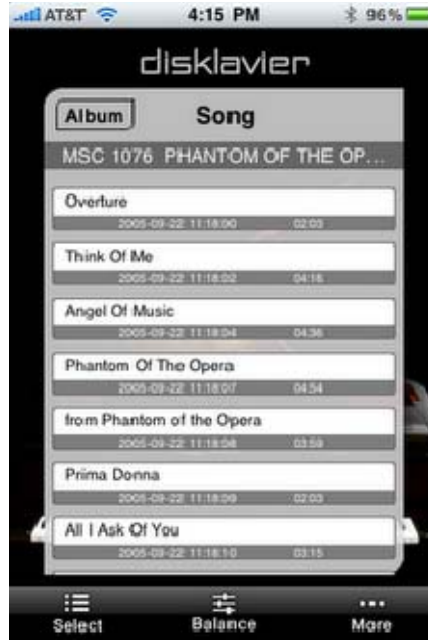 AT&T 4:15 PM 96%
disklavier
Album Song
MSC 1076 PHANTOM OF THE OP...
Overture
2005-09-22 11:18:00 02:03
Think Of Me
2005-09-22 11:18:02 04:16
Angel Of Music
2005-09-22 11:18:04 04:36
Phantom Of The Opera
2005-09-22 11:18:07 04:54
from Phantom of the Opera
2005-09-22 11:18:08 03:59
Prima Donna
2005-09-22 11:18:09 02:03
All I Ask Of You
2005-09-22 11:18:10 03:15
Select Balance More